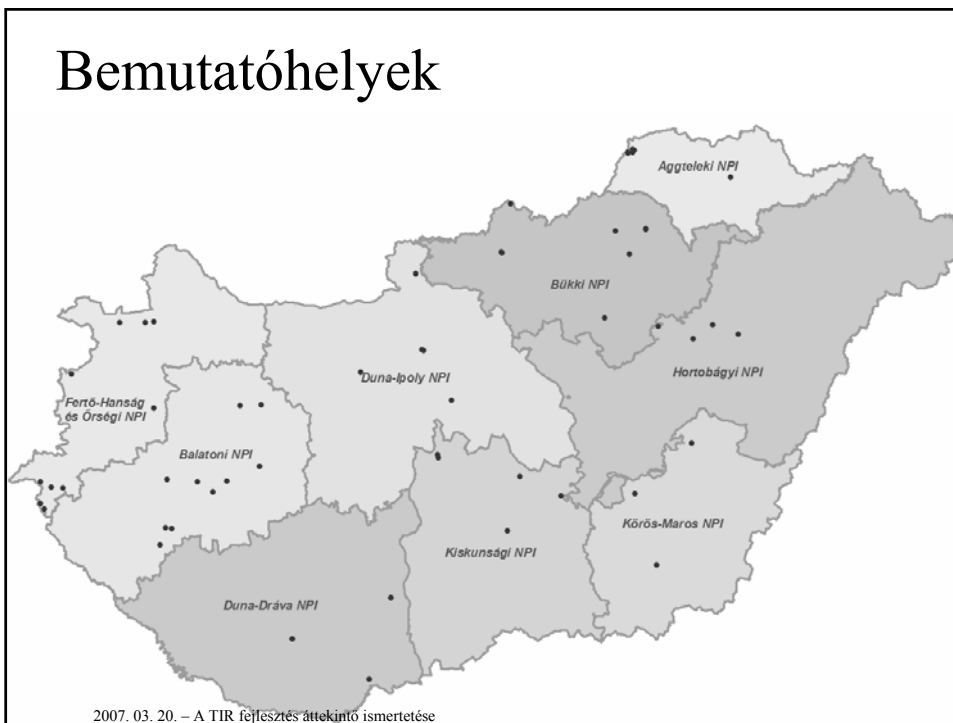 Bemutatóhelyek
Aggteleki NPI
Bükki NPI
Hortobágyi NPI
Duna-Ipoly NPI
Fertő-Hanság
és Őrségi NPI
Balatoni NPI
Körös-Maros NPI
Kiskunsági NPI
Duna-Dráva NPI
2007. 03. 20. – A TIR fejlesztés áttekintő ismertetése